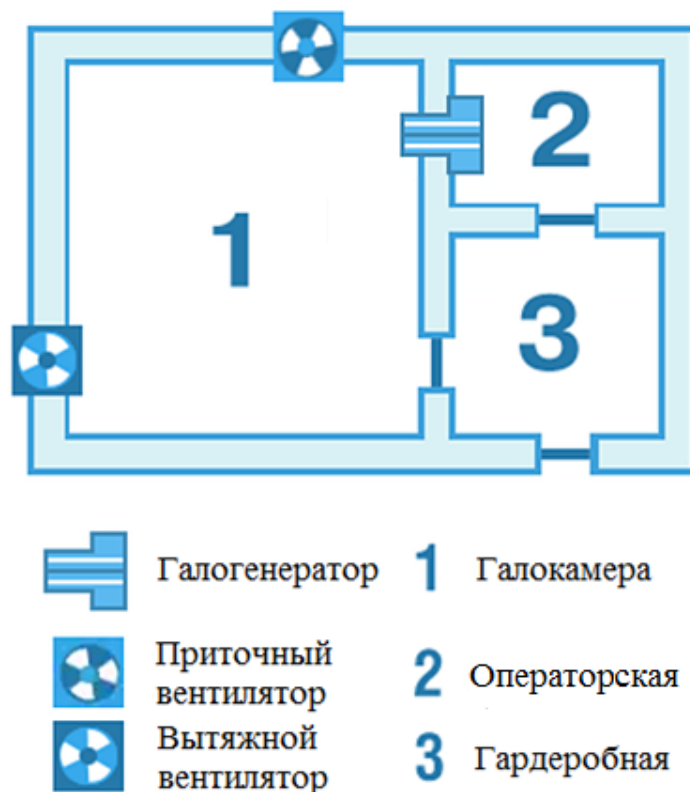 1
2
3
Галогенератор
1 Галокамера
Приточный
вентилятор
2 Операторская
Вытяжной
вентилятор
3 Гардеробная